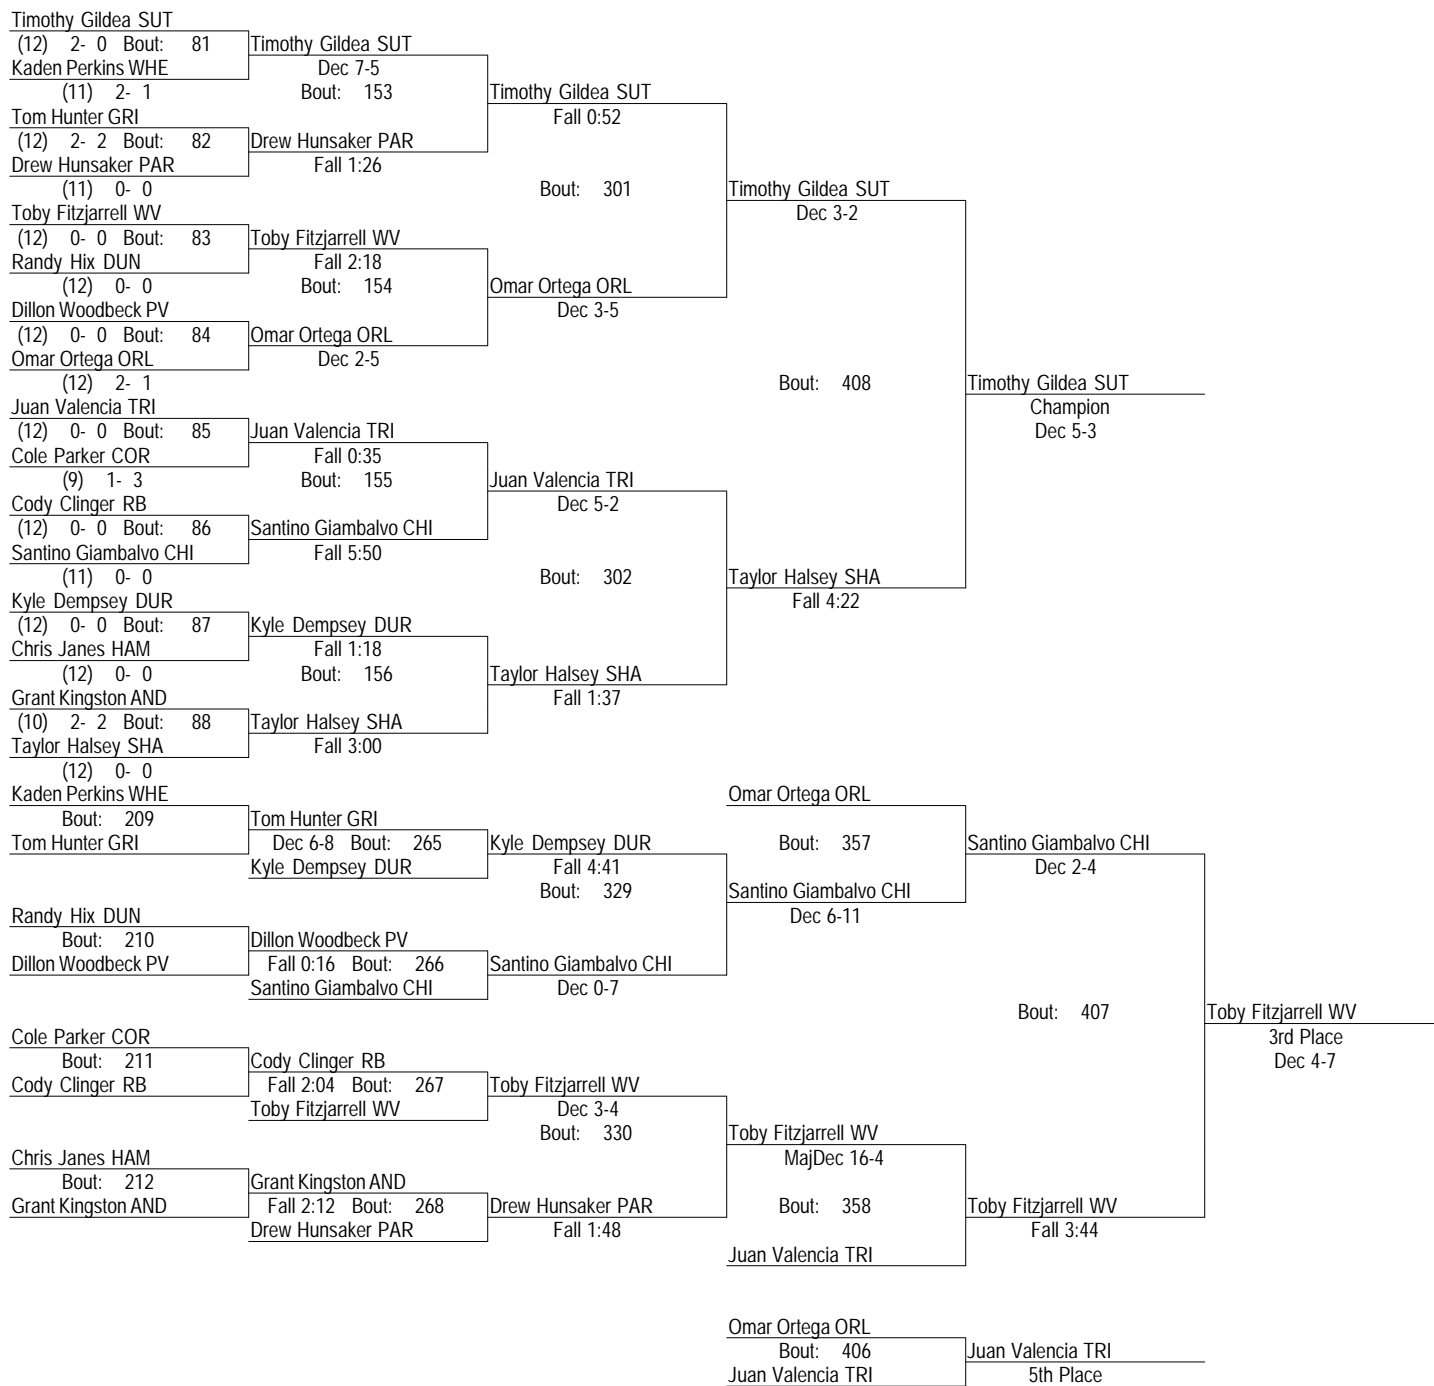 Timothy Gildea SUT
(12) 2- 0 Bout: 81 Timothy Gildea SUT
Kaden Perkins WHE Dec 7-5
(11) 2- 1 Bout: 153 Timothy Gildea SUT
Tom Hunter GRI Fall 0:52
(12) 2- 2 Bout: 82 Drew Hunsaker PAR
Drew Hunsaker PAR Fall 1:26
(11) 0- 0 Bout: 301 Timothy Gildea SUT
Toby Fitzjarrell WV Dec 3-2
(12) 0- 0 Bout: 83 Toby Fitzjarrell WV
Randy Hix DUN Fall 2:18
(12) 0- 0 Bout: 154 Omar Ortega ORL
Dillon Woodbeck PV Dec 3-5
(12) 0- 0 Bout: 84 Omar Ortega ORL
Omar Ortega ORL Dec 2-5
(12) 2- 1 Bout: 408 Timothy Gildea SUT
Juan Valencia TRI Champion
(12) 0- 0 Bout: 85 Juan Valencia TRI Dec 5-3
Cole Parker COR Fall 0:35
(9) 1- 3 Bout: 155 Juan Valencia TRI
Cody Clinger RB Dec 5-2
(12) 0- 0 Bout: 86 Santino Giambalvo CHI
Santino Giambalvo CHI Fall 5:50
(11) 0- 0 Bout: 302 Taylor Halsey SHA
Kyle Dempsey DUR Fall 4:22
(12) 0- 0 Bout: 87 Kyle Dempsey DUR
Chris Janes HAM Fall 1:18
(12) 0- 0 Bout: 156 Taylor Halsey SHA
Grant Kingston AND Fall 1:37
(10) 2- 2 Bout: 88 Taylor Halsey SHA
Taylor Halsey SHA Fall 3:00
(12) 0- 0
Kaden Perkins WHE Omar Ortega ORL
Bout: 209 Tom Hunter GRI
Tom Hunter GRI Dec 6-8 Bout: 265 Kyle Dempsey DUR Bout: 357 Santino Giambalvo CHI
Kyle Dempsey DUR Fall 4:41 Dec 2-4
Bout: 329 Santino Giambalvo CHI
Randy Hix DUN Dec 6-11
Bout: 210 Dillon Woodbeck PV
Dillon Woodbeck PV Fall 0:16 Bout: 266 Santino Giambalvo CHI
Santino Giambalvo CHI Dec 0-7
Bout: 407 Toby Fitzjarrell WV
Cole Parker COR 3rd Place
Bout: 211 Cody Clinger RB Dec 4-7
Cody Clinger RB Fall 2:04 Bout: 267 Toby Fitzjarrell WV
Toby Fitzjarrell WV Dec 3-4
Bout: 330 Toby Fitzjarrell WV
Chris Janes HAM MajDec 16-4
Bout: 212 Grant Kingston AND
Grant Kingston AND Fall 2:12 Bout: 268 Drew Hunsaker PAR Bout: 358 Toby Fitzjarrell WV
Drew Hunsaker PAR Fall 1:48 Fall 3:44
Juan Valencia TRI
Omar Ortega ORL
Bout: 406 Juan Valencia TRI
Juan Valencia TRI 5th Place